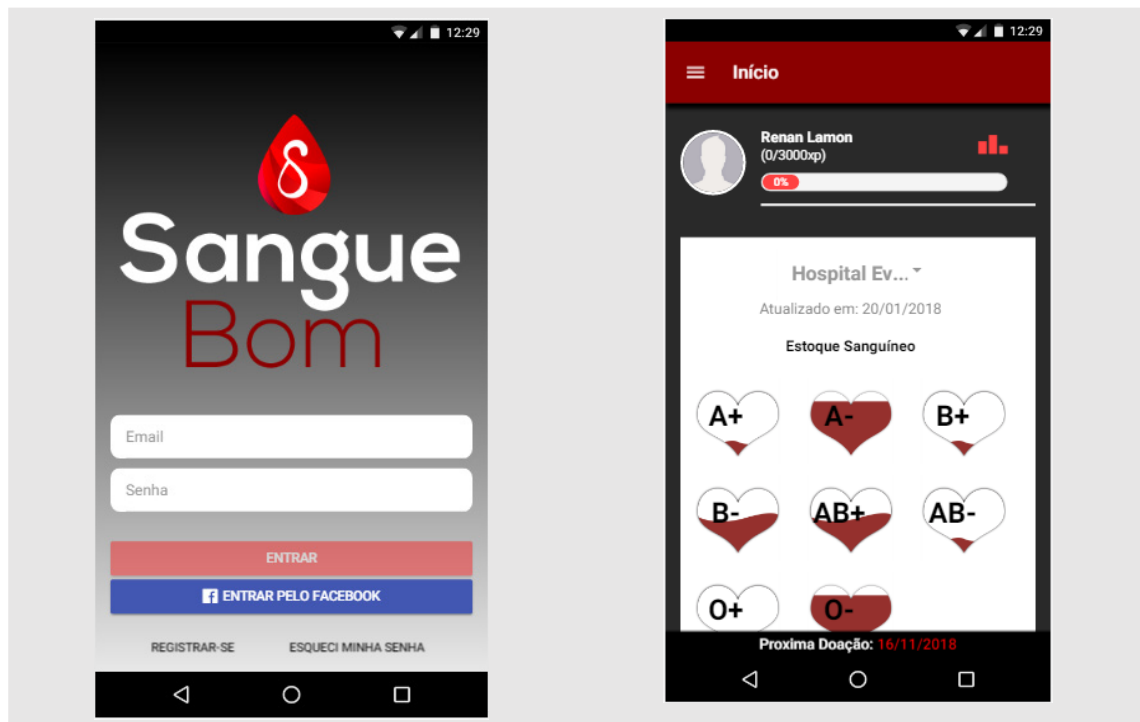 12:29
Sangue
Bom
Email
Senha
ENTRAR
ENTRAR PELO FACEBOOK
REGISTRAR-SE ESQUECI MINHA SENHA
12:29
Início
Renan Lamon
(0/3000xp)
0%
Hospital Ev...
Atualizado em: 20/01/2018
Estoque Sanguíneo
A+ A- B+
B- AB+ AB-
O+ O-
Proxima Doação: 16/11/2018